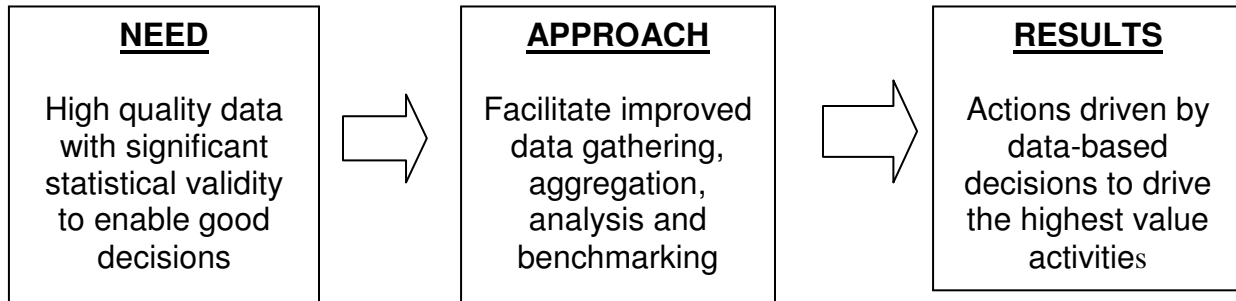 NEED
High quality data
with significant
statistical validity
to enable good
decisions
APPROACH
Facilitate improved
data gathering,
aggregation,
analysis and
benchmarking
RESULTS
Actions driven by
data-based
decisions to drive
the highest value
activities